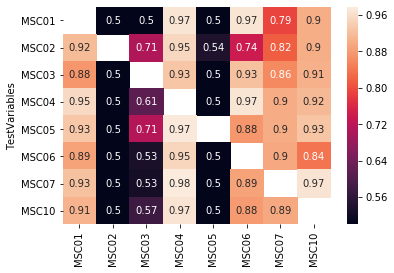 MSC01 0.5 0.5 0.97 0.5 0.97 0.79 0.9
MSC02 0.92 0.71 0.95 0.54 0.74 0.82 0.9
MSC03 0.88 0.5 0.93 0.5 0.93 0.86 0.91
MSC04 0.95 0.5 0.61 0.5 0.97 0.9 0.92
MSC05 0.93 0.5 0.71 0.97 0.88 0.9 0.93
MSC06 0.89 0.5 0.53 0.95 0.5 0.9 0.84
MSC07 0.93 0.5 0.53 0.98 0.5 0.89 0.97
MSC10 0.91 0.5 0.57 0.97 0.5 0.88 0.89
TestVariables
MSC01 MSC02 MSC03 MSC04 MSC05 MSC06 MSC07 MSC10
0.96
0.88
0.80
0.72
0.64
0.56